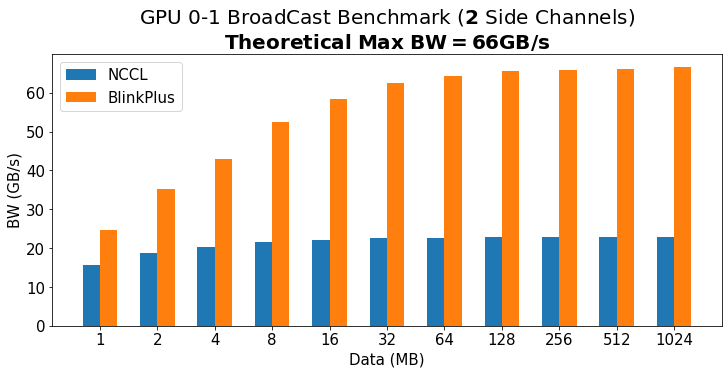 GPU 0-1 BroadCast Benchmark (2 Side Channels)
Theoretical Max BW = 66GB/s
NCCL
BlinkPlus
BW (GB/s)
60
50
40
30
20
10
0
1 2 4 8 16 32 64 128 256 512 1024
Data (MB)